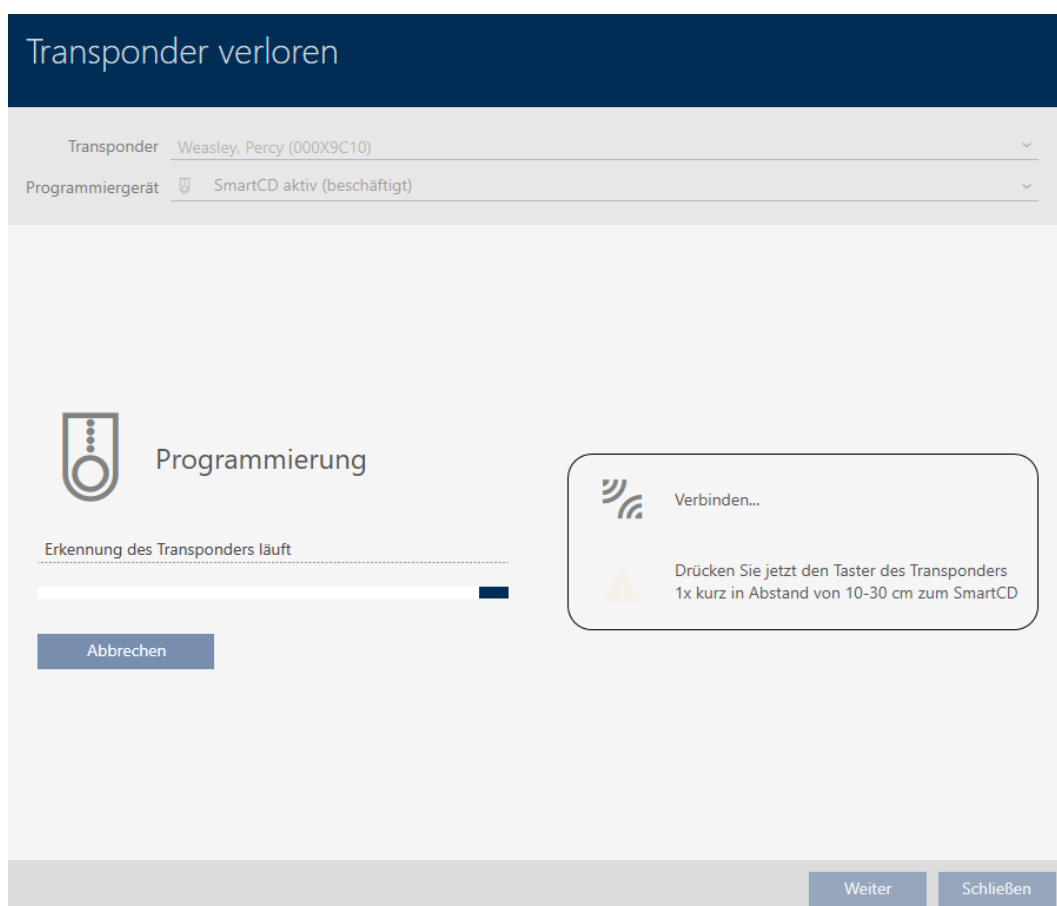 Transponder verloren
Transponder Weasley, Percy (000X9C10)
Programmiergerät SmartCD aktiv (beschäftigt)
Programmierung
Erkennung des Transponders läuft
Abbrechen
Verbinden...
Drücken Sie jetzt den Taster des Transponders
1x kurz in Abstand von 10-30 cm zum SmartCD
Weiter Schließen